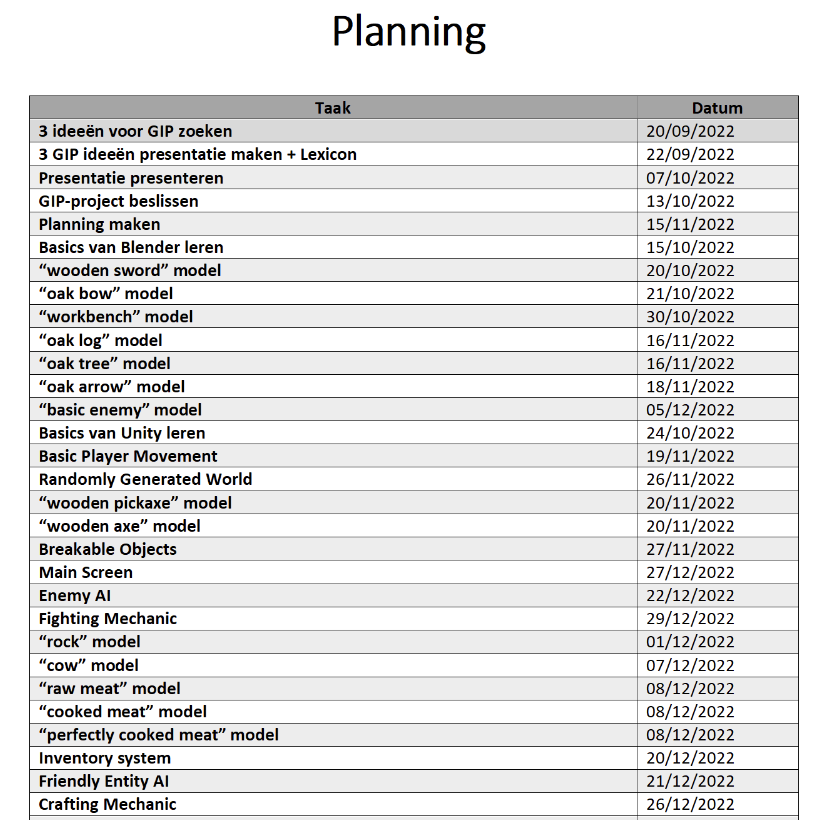 Planning
Taak Datum
3 ideeën voor GIP zoeken 20/09/2022
3 GIP ideeën presentatie maken + Lexicon 22/09/2022
Presentatie presenteren 07/10/2022
GIP-project beslissen 13/10/2022
Planning maken 15/11/2022
Basics van Blender leren 15/10/2022
“wooden sword” model 20/10/2022
“oak bow” model 21/10/2022
“workbench” model 30/10/2022
“oak log” model 16/11/2022
“oak tree” model 16/11/2022
“oak arrow” model 18/11/2022
“basic enemy” model 05/12/2022
Basics van Unity leren 24/10/2022
Basic Player Movement 19/11/2022
Randomly Generated World 26/11/2022
“wooden pickaxe” model 20/11/2022
“wooden axe” model 20/11/2022
Breakable Objects 27/11/2022
Main Screen 27/12/2022
Enemy AI 22/12/2022
Fighting Mechanic 29/12/2022
“rock” model 01/12/2022
“cow” model 07/12/2022
“raw meat” model 08/12/2022
“cooked meat” model 08/12/2022
“perfectly cooked meat” model 08/12/2022
Inventory system 20/12/2022
Friendly Entity AI 21/12/2022
Crafting Mechanic 26/12/2022